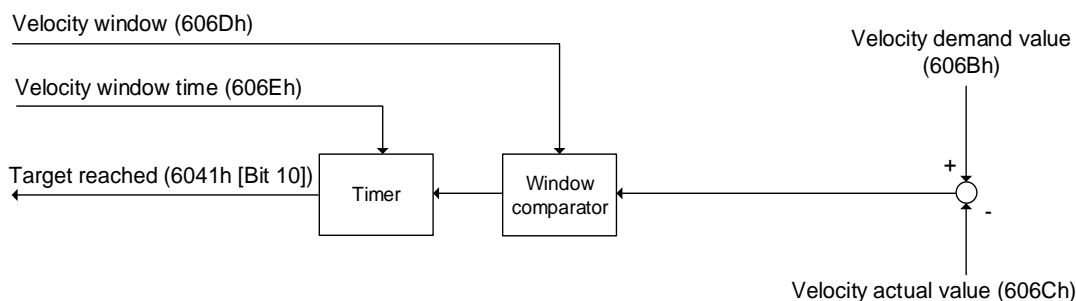 Velocity window (606Dh)
Velocity demand value
(606Bh)
Velocity window time (606Eh)
Target reached (6041h [Bit 10])
Timer
Window
comparator
+
-
Velocity actual value (606Ch)